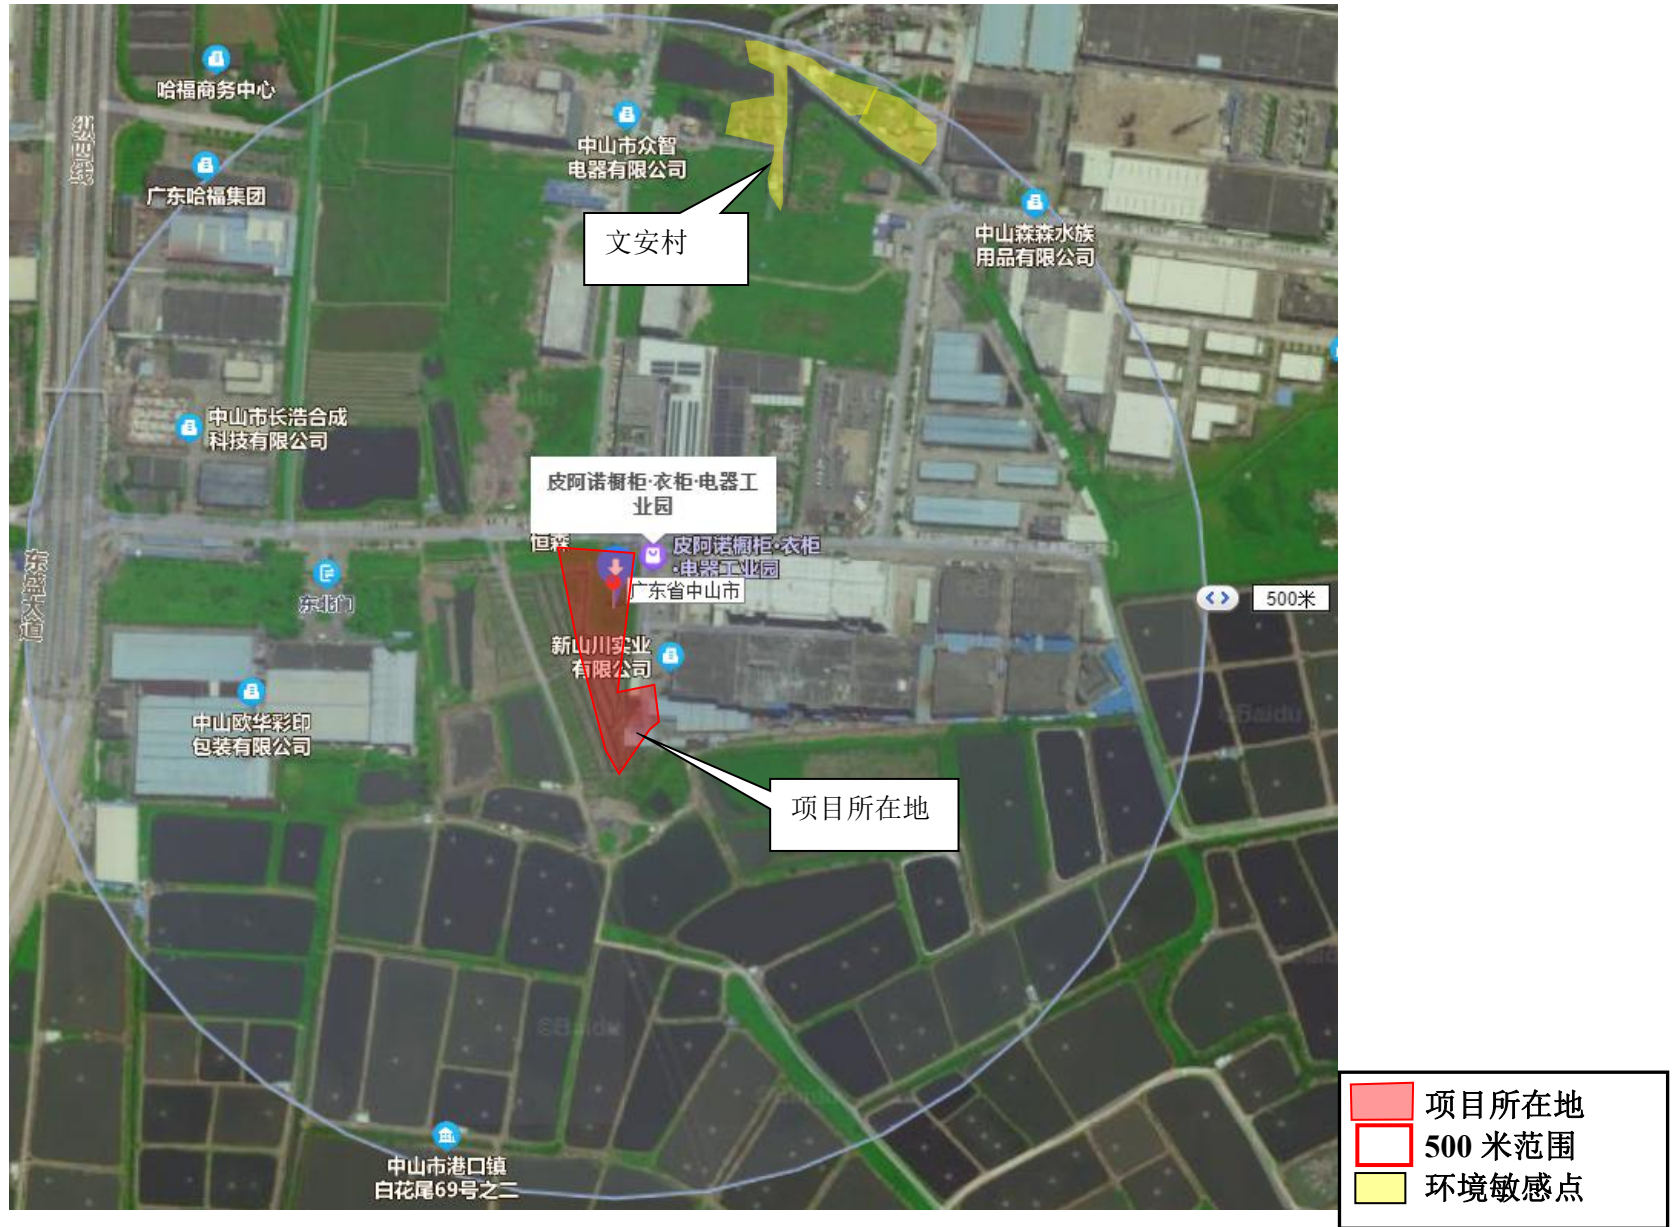 哈福商务中心
纵四线
广东哈福集团
中山市众智
电器有限公司
文安村
中山森森水族
用品有限公司
中山市长浩合成
科技有限公司
皮阿诺橱柜·衣柜·电器工
业园
恒森
皮阿诺橱柜·衣柜
·电器工业园
广东省中山市
东盛大道
东北门
500米
新山川实业
有限公司
中山欧华彩印
包装有限公司
项目所在地
Baidu
中山市港口镇
白花尾69号之二
项目所在地
500 米范围
环境敏感点